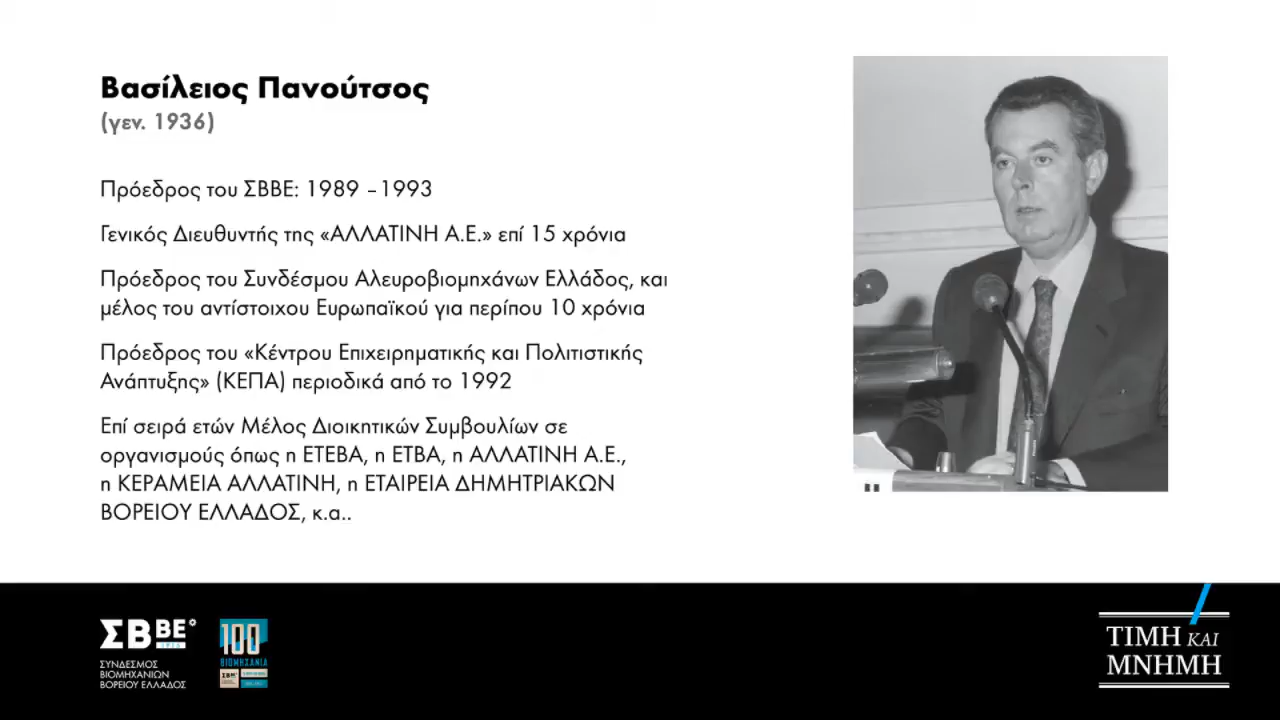 Βασίλειος Πανούτσος
(γεν. 1936)
Πρόεδρος του ΣΒΒΕ: 1989 –1993
Γενικός Διευθυντής της «ΑΛΛΑΤΙΝΗ Α.Ε.» επί 15 χρόνια
Πρόεδρος του Συνδέσμου Αλευροβιομηχάνων Ελλάδος, και
μέλος του αντίστοιχου Ευρωπαϊκού για περίπου 10 χρόνια
Πρόεδρος του «Κέντρου Επιχειρηματικής και Πολιτιστικής
Ανάπτυξης» (ΚΕΠΑ) περιοδικά από το 1992
Επί σειρά ετών Μέλος Διοικητικών Συμβουλίων σε
οργανισμούς όπως η ΕΤΕΒΑ, η ΕΤΒΑ, η ΑΛΛΑΤΙΝΗ Α.Ε.,
η ΚΕΡΑΜΕΙΑ ΑΛΛΑΤΙΝΗ, η ΕΤΑΙΡΕΙΑ ΔΗΜΗΤΡΙΑΚΩΝ
ΒΟΡΕΙΟΥ ΕΛΛΑΔΟΣ, κ.α..
ΣΒΒΕ
ΣΥΝΔΕΣΜΟΣ
ΒΙΟΜΗΧΑΝΙΩΝ
ΒΟΡΕΙΟΥ ΕΛΛΑΔΟΣ
100
ΒΙΟΜΗΧΑΝΙΑ
ΣΒΒΕ
ΤΙΜΗ ΚΑΙ
ΜΝΗΜΗ